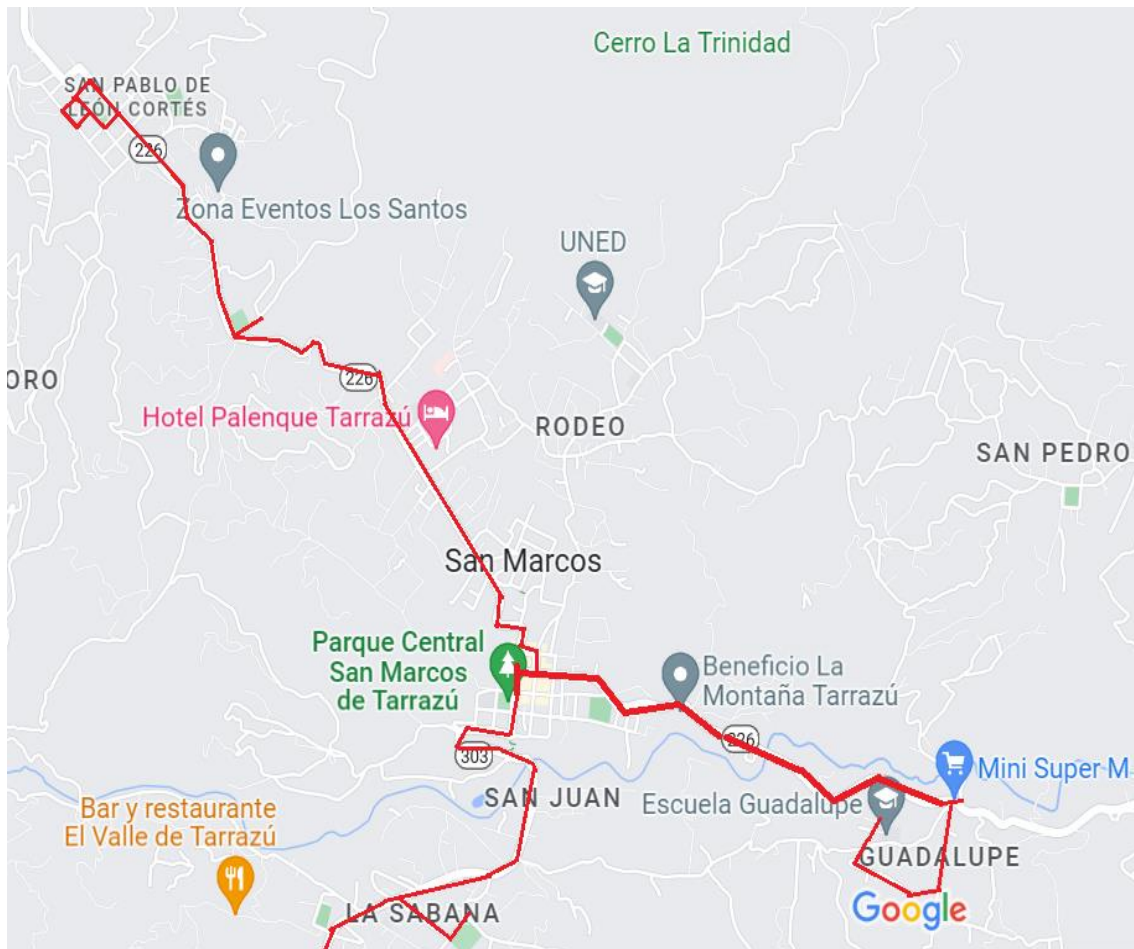 Cerro La Trinidad
SAN PABLO DE
LEÓN CORTÉS
226
Zona Eventos Los Santos
UNED
ORO
226
Hotel Palenque Tarrazú
RODEO
SAN PEDRO
San Marcos
Parque Central
San Marcos
de Tarrazú
Beneficio La
Montaña Tarrazú
226
303
Mini Super M
SAN JUAN
Escuela Guadalupe
Bar y restaurante
El Valle de Tarrazú
GUADALUPE
LA SABANA
Google